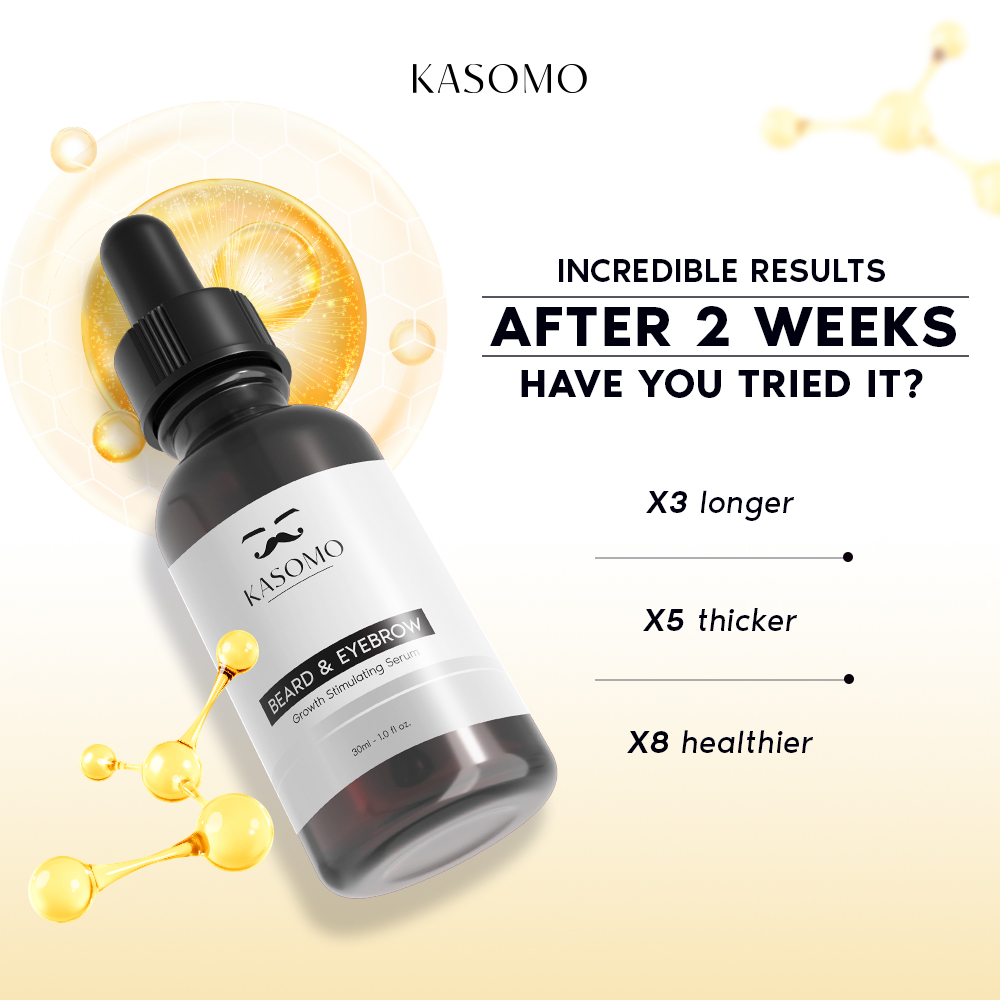 KASOMO
INCREDIBLE RESULTS
AFTER 2 WEEKS
HAVE YOU TRIED IT?
X3 longer
X5 thicker
X8 healthier
KASOMO
BEARD & EYEBROW
Growth Stimulating Serum
30ml - 1.0 fl oz.